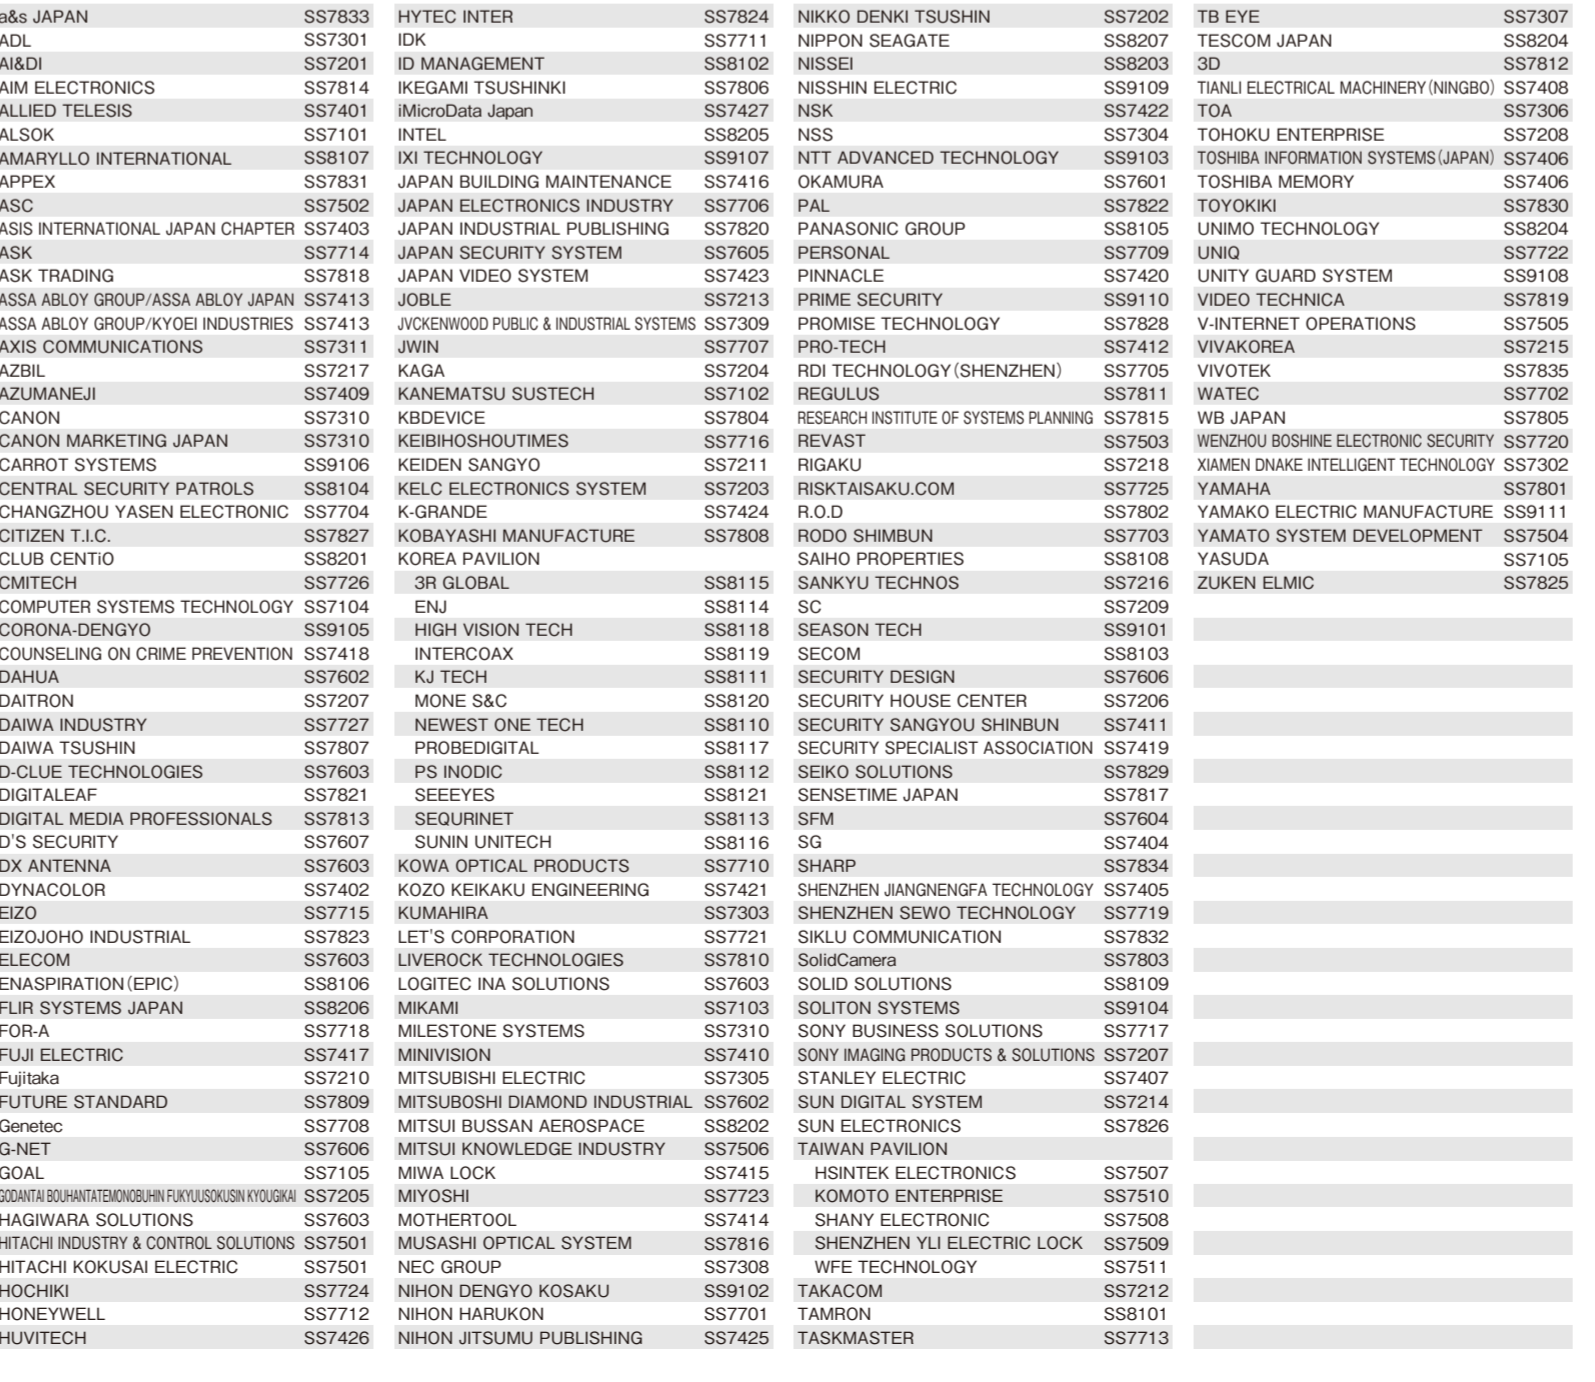 a&s JAPAN SS7833
ADL SS7301
AI&DI SS7201
AIM ELECTRONICS SS7814
ALLIED TELESIS SS7401
ALSOK SS7101
AMARYLLO INTERNATIONAL SS8107
APPEX SS7831
ASC SS7502
ASIS INTERNATIONAL JAPAN CHAPTER SS7403
ASK SS7714
ASK TRADING SS7818
ASSA ABLOY GROUP/ASSA ABLOY JAPAN SS7413
ASSA ABLOY GROUP/KYOEI INDUSTRIES SS7413
AXIS COMMUNICATIONS SS7311
AZBIL SS7217
AZUMANEJI SS7409
CANON SS7310
CANON MARKETING JAPAN SS7310
CARROT SYSTEMS SS9106
CENTRAL SECURITY PATROLS SS8104
CHANGZHOU YASEN ELECTRONIC SS7704
CITIZEN T.I.C. SS7827
CLUB CENTiO SS8201
CMITECH SS7726
COMPUTER SYSTEMS TECHNOLOGY SS7104
CORONA-DENGYO SS9105
COUNSELING ON CRIME PREVENTION SS7418
DAHUA SS7602
DAITRON SS7207
DAIWA INDUSTRY SS7727
DAIWA TSUSHIN SS7807
D-CLUE TECHNOLOGIES SS7603
DIGITALEAF SS7821
DIGITAL MEDIA PROFESSIONALS SS7813
D'S SECURITY SS7607
DX ANTENNA SS7603
DYNACOLOR SS7402
EIZO SS7715
EIZOJOHO INDUSTRIAL SS7823
ELECOM SS7603
ENASPIRATION(EPIC) SS8106
FLIR SYSTEMS JAPAN SS8206
FOR-A SS7718
FUJI ELECTRIC SS7417
Fujitaka SS7210
FUTURE STANDARD SS7809
Genetec SS7708
G-NET SS7606
GOAL SS7105
GODANTAI BOUHANTATEMONOBUHIN FUKYUUSOKUSIN KYOUGIKAI SS7205
HAGIWARA SOLUTIONS SS7603
HITACHI INDUSTRY & CONTROL SOLUTIONS SS7501
HITACHI KOKUSAI ELECTRIC SS7501
HOCHIKI SS7724
HONEYWELL SS7712
HUVITECH SS7426
HYTEC INTER SS7824
IDK SS7711
ID MANAGEMENT SS8102
IKEGAMI TSUSHINKI SS7806
iMicroData Japan SS7427
INTEL SS8205
IXI TECHNOLOGY SS9107
JAPAN BUILDING MAINTENANCE SS7416
JAPAN ELECTRONICS INDUSTRY SS7706
JAPAN INDUSTRIAL PUBLISHING SS7820
JAPAN SECURITY SYSTEM SS7605
JAPAN VIDEO SYSTEM SS7423
JOBLE SS7213
JVCKENWOOD PUBLIC & INDUSTRIAL SYSTEMS SS7309
JWIN SS7707
KAGA SS7204
KANEMATSU SUSTECH SS7102
KBDEVICE SS7804
KEIBIHOSHOUTIMES SS7716
KEIDEN SANGYO SS7211
KELC ELECTRONICS SYSTEM SS7203
K-GRANDE SS7424
KOBAYASHI MANUFACTURE SS7808
KOREA PAVILION
3R GLOBAL SS8115
ENJ SS8114
HIGH VISION TECH SS8118
INTERCOAX SS8119
KJ TECH SS8111
MONE S&C SS8120
NEWEST ONE TECH SS8110
PROBEDIGITAL SS8117
PS INODIC SS8112
SEEEYES SS8121
SEQURINET SS8113
SUNIN UNITECH SS8116
KOWA OPTICAL PRODUCTS SS7710
KOZO KEIKAKU ENGINEERING SS7421
KUMAHIRA SS7303
LET'S CORPORATION SS7721
LIVEROCK TECHNOLOGIES SS7810
LOGITEC INA SOLUTIONS SS7603
MIKAMI SS7103
MILESTONE SYSTEMS SS7310
MINIVISION SS7410
MITSUBISHI ELECTRIC SS7305
MITSUBOSHI DIAMOND INDUSTRIAL SS7602
MITSUI BUSSAN AEROSPACE SS8202
MITSUI KNOWLEDGE INDUSTRY SS7506
MIWA LOCK SS7415
MIYOSHI SS7723
MOTHERTOOL SS7414
MUSASHI OPTICAL SYSTEM SS7816
NEC GROUP SS7308
NIHON DENGYO KOSAKU SS9102
NIHON HARUKON SS7701
NIHON JITSUMU PUBLISHING SS7425
NIKKO DENKI TSUSHIN SS7202
NIPPON SEAGATE SS8207
NISSEI SS8203
NISSHIN ELECTRIC SS9109
NSK SS7422
NSS SS7304
NTT ADVANCED TECHNOLOGY SS9103
OKAMURA SS7601
PAL SS7822
PANASONIC GROUP SS8105
PERSONAL SS7709
PINNACLE SS7420
PRIME SECURITY SS9110
PROMISE TECHNOLOGY SS7828
PRO-TECH SS7412
RDI TECHNOLOGY(SHENZHEN) SS7705
REGULUS SS7811
RESEARCH INSTITUTE OF SYSTEMS PLANNING SS7815
REVAST SS7503
RIGAKU SS7218
RISKTAISAKU.COM SS7725
R.O.D SS7802
RODO SHIMBUN SS7703
SAIHO PROPERTIES SS8108
SANKYU TECHNOS SS7216
SC SS7209
SEASON TECH SS9101
SECOM SS8103
SECURITY DESIGN SS7606
SECURITY HOUSE CENTER SS7206
SECURITY SANGYOU SHINBUN SS7411
SECURITY SPECIALIST ASSOCIATION SS7419
SEIKO SOLUTIONS SS7829
SENSETIME JAPAN SS7817
SFM SS7604
SG SS7404
SHARP SS7834
SHENZHEN JIANGNENGFA TECHNOLOGY SS7405
SHENZHEN SEWO TECHNOLOGY SS7719
SIKLU COMMUNICATION SS7832
SolidCamera SS7803
SOLID SOLUTIONS SS8109
SOLITON SYSTEMS SS9104
SONY BUSINESS SOLUTIONS SS7717
SONY IMAGING PRODUCTS & SOLUTIONS SS7207
STANLEY ELECTRIC SS7407
SUN DIGITAL SYSTEM SS7214
SUN ELECTRONICS SS7826
TAIWAN PAVILION
HSINTEK ELECTRONICS SS7507
KOMOTO ENTERPRISE SS7510
SHANY ELECTRONIC SS7508
SHENZHEN YLI ELECTRIC LOCK SS7509
WFE TECHNOLOGY SS7511
TAKACOM SS7212
TAMRON SS8101
TASKMASTER SS7713
TB EYE SS7307
TESCOM JAPAN SS8204
3D SS7812
TIANLI ELECTRICAL MACHINERY(NINGBO) SS7408
TOA SS7306
TOHOKU ENTERPRISE SS7208
TOSHIBA INFORMATION SYSTEMS(JAPAN) SS7406
TOSHIBA MEMORY SS7406
TOYOKIKI SS7830
UNIMO TECHNOLOGY SS8204
UNIQ SS7722
UNITY GUARD SYSTEM SS9108
VIDEO TECHNICA SS7819
V-INTERNET OPERATIONS SS7505
VIVAKOREA SS7215
VIVOTEK SS7835
WATEC SS7702
WB JAPAN SS7805
WENZHOU BOSHINE ELECTRONIC SECURITY SS7720
XIAMEN DNAKE INTELLIGENT TECHNOLOGY SS7302
YAMAHA SS7801
YAMAKO ELECTRIC MANUFACTURE SS9111
YAMATO SYSTEM DEVELOPMENT SS7504
YASUDA SS7105
ZUKEN ELMIC SS7825